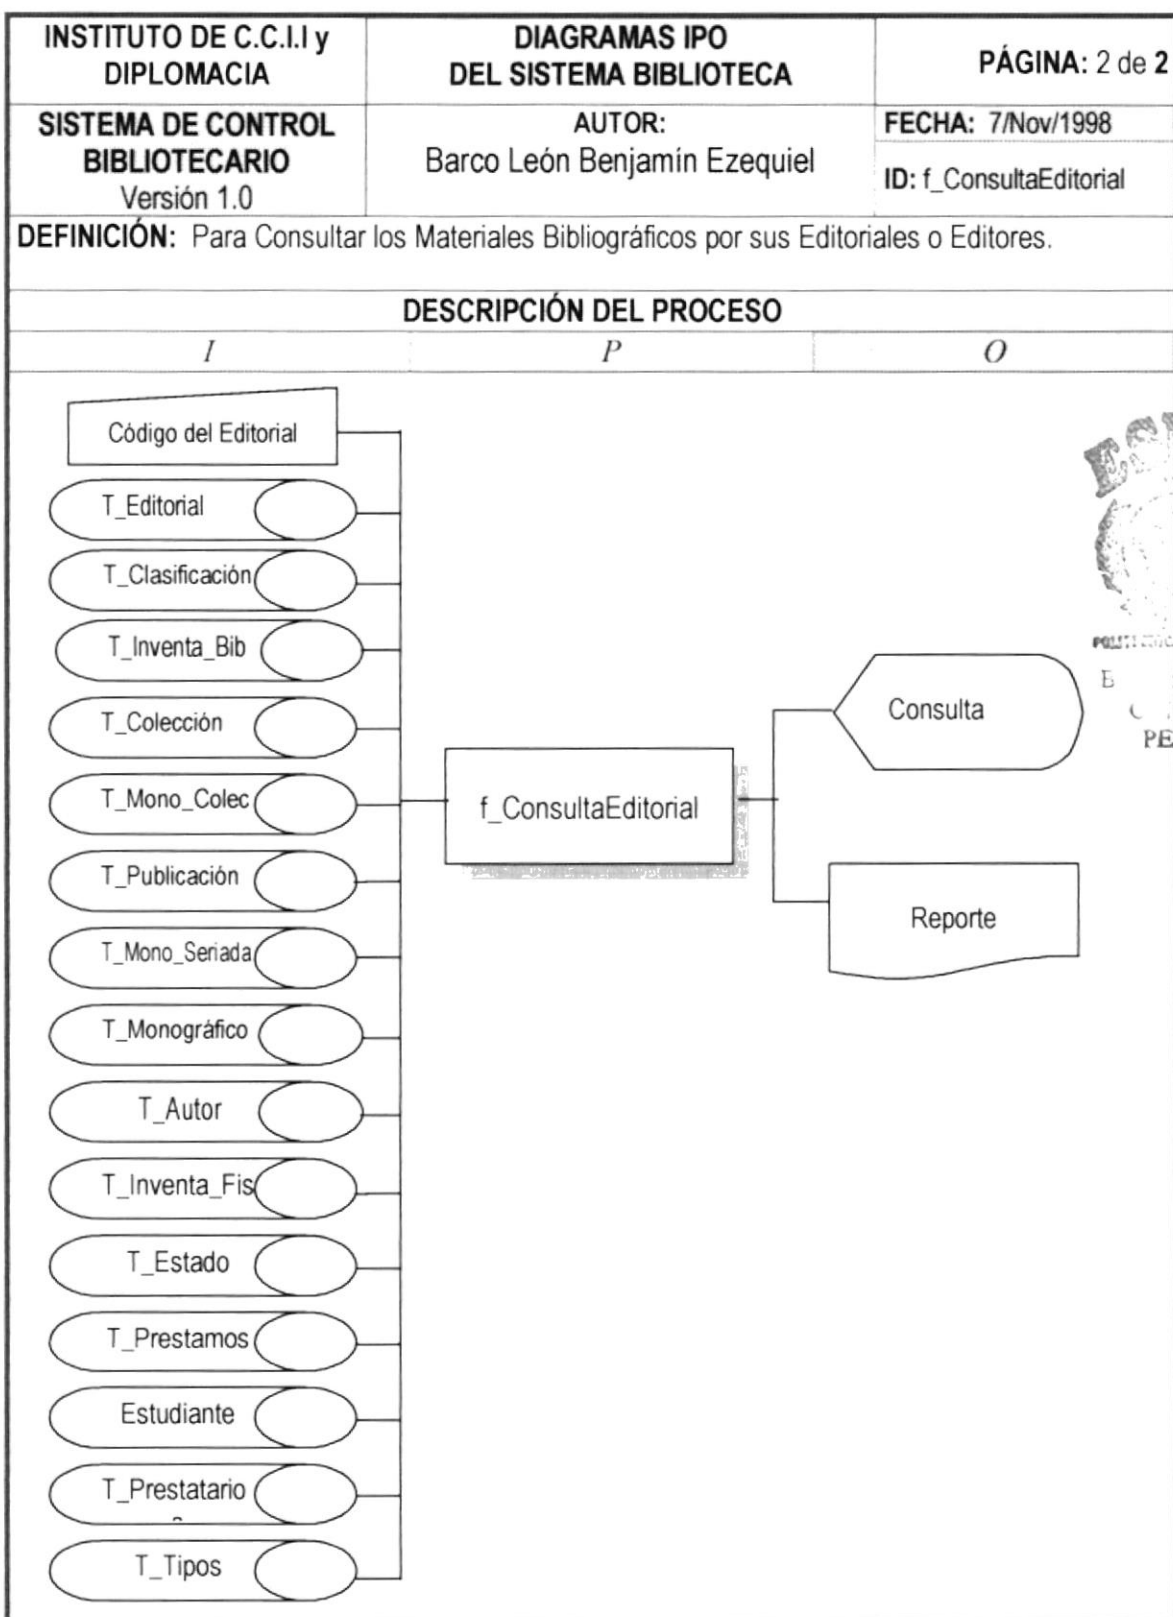 INSTITUTO DE C.C.I.I y
DIPLOMACIA
DIAGRAMAS IPO
DEL SISTEMA BIBLIOTECA
PÁGINA: 2 de 2
SISTEMA DE CONTROL
BIBLIOTECARIO
Versión 1.0
AUTOR:
Barco León Benjamín Ezequiel
FECHA: 7/Nov/1998
ID: f_ConsultaEditorial
DEFINICIÓN: Para Consultar los Materiales Bibliográficos por sus Editoriales o Editores.
DESCRIPCIÓN DEL PROCESO
I P O
Código del Editorial
T_Editorial
T_Clasificación
T_Inventa_Bib
T_Colección
T_Mono_Colec
T_Publicación
T_Mono_Seriada
T_Monográfico
T_Autor
T_Inventa_Fis
T_Estado
T_Prestamos
Estudiante
T_Prestatario
T_Tipos
f_ConsultaEditorial
Consulta
Reporte